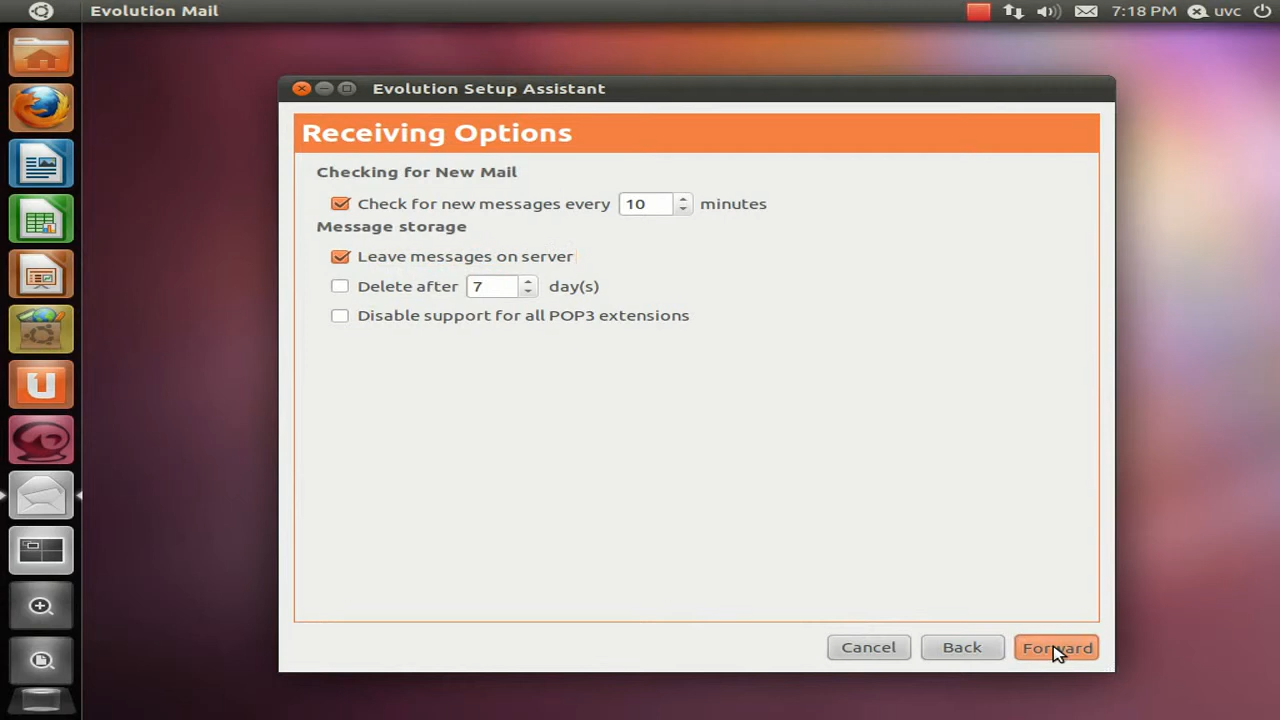 Evolution Mail
7:18 PM
uvc
Evolution Setup Assistant
Receiving Options
Checking for New Mail
Check for new messages every 10 minutes
Message storage
Leave messages on server
Delete after 7 day(s)
Disable support for all POP3 extensions
Cancel
Back
Forward